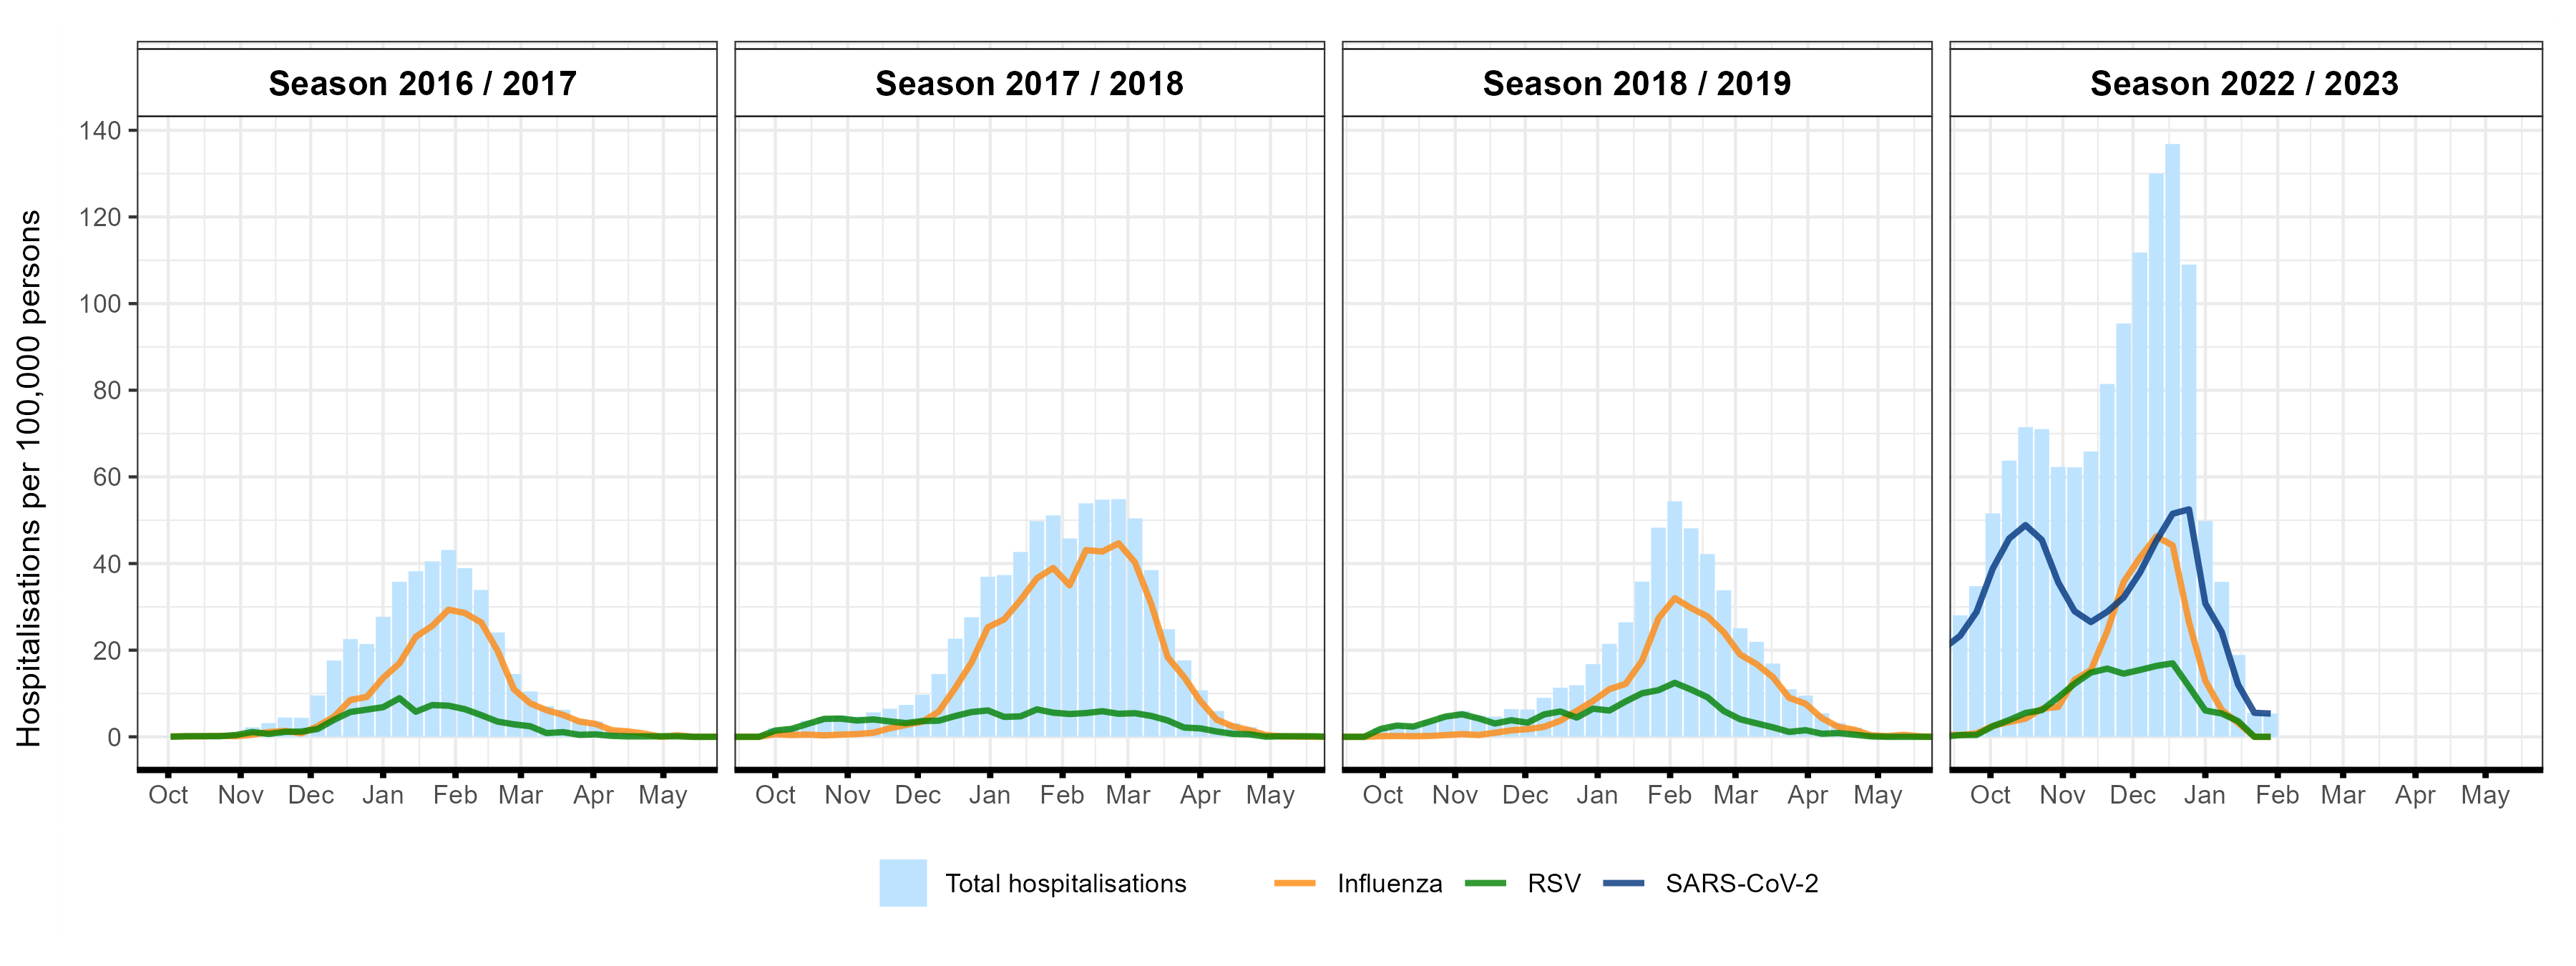 Season 2016 / 2017
Season 2017 / 2018
Season 2018 / 2019
Season 2022 / 2023
Hospitalisations per 100,000 persons
140
120
100
80
60
40
20
0
Oct Nov Dec Jan Feb Mar Apr May
Oct Nov Dec Jan Feb Mar Apr May
Oct Nov Dec Jan Feb Mar Apr May
Oct Nov Dec Jan Feb Mar Apr May
Total hospitalisations Influenza RSV SARS-CoV-2